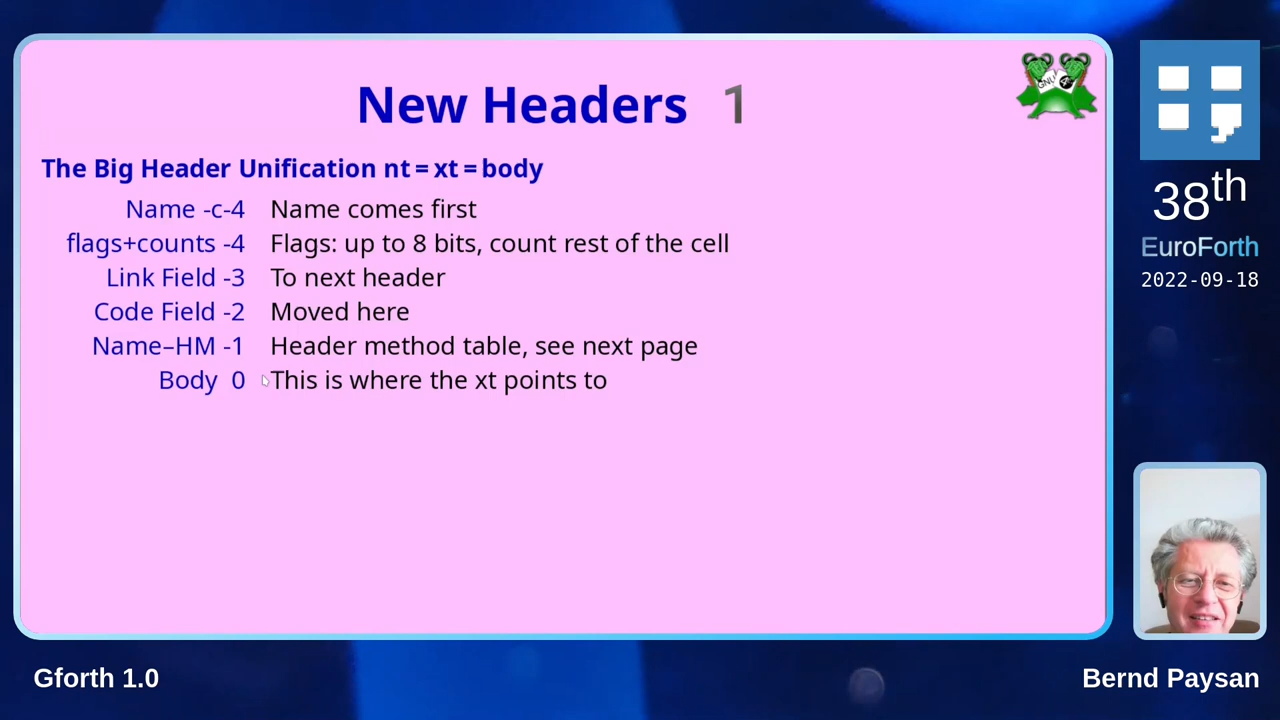 New Headers 1
The Big Header Unification nt = xt = body
Name -c-4 Name comes first
flags+counts -4 Flags: up to 8 bits, count rest of the cell
Link Field -3 To next header
Code Field -2 Moved here
Name–HM -1 Header method table, see next page
Body 0 This is where the xt points to
38th
EuroForth
2022-09-18
Gforth 1.0
Bernd Paysan